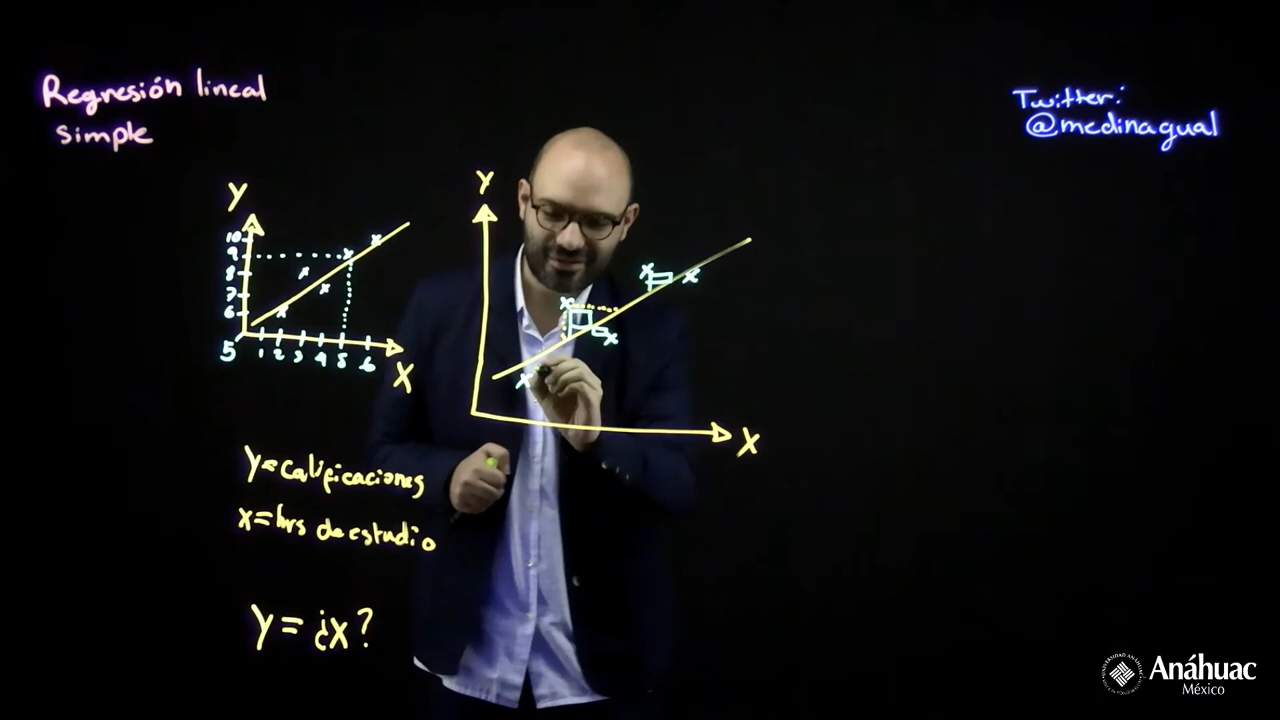 Regresión lineal
simple
Twitter:
@medinagual
Y
10
9
8
7
6
5
1 2 3 4 5 6
X
Y
X
Y=calificaciones
X=hrs de estudio
Y= ¿x?
Anáhuac
México